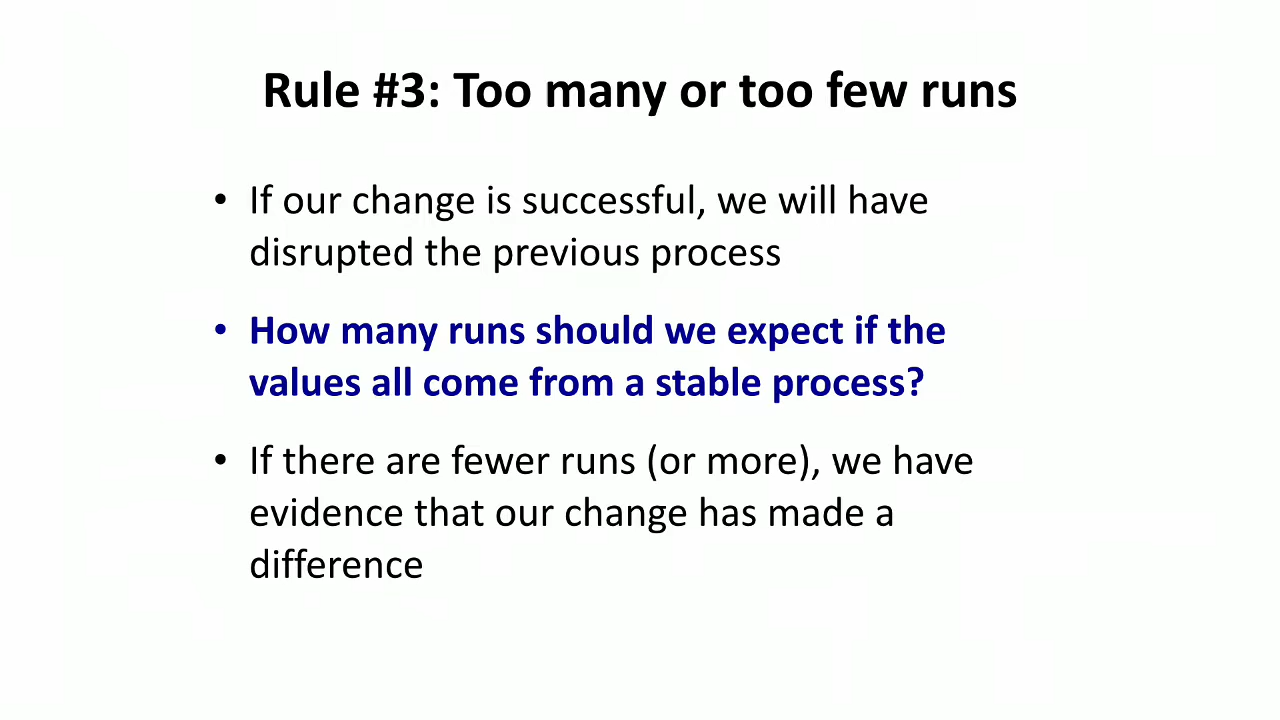 Rule #3: Too many or too few runs
• If our change is successful, we will have
disrupted the previous process
• How many runs should we expect if the
values all come from a stable process?
• If there are fewer runs (or more), we have
evidence that our change has made a
difference